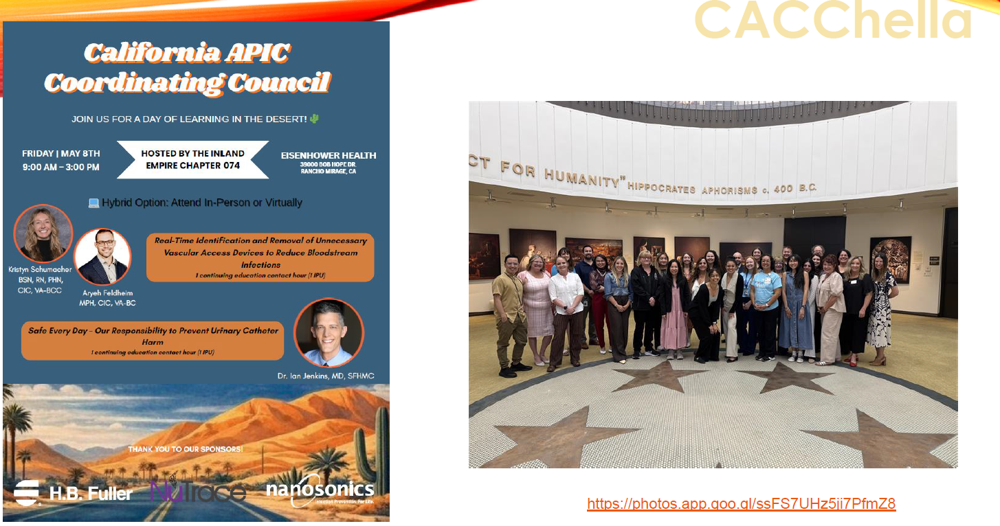 CACChella
California APIC
Coordinating Council
JOIN US FOR A DAY OF LEARNING IN THE DESERT!
FRIDAY | MAY 8TH
9:00 AM – 3:00 PM
HOSTED BY THE INLAND
EMPIRE CHAPTER 074
EISENHOWER HEALTH
39000 BOB HOPE DR.
RANCHO MIRAGE, CA
Hybrid Option: Attend In-Person or Virtually
Kristyn Schumacher
BSN, RN, PHN,
CIC, VA-BCC
Aryeh Feldheim
MPH, CIC, VA-BC
Real-Time Identification and Removal of Unnecessary
Vascular Access Devices to Reduce Bloodstream
Infections
1 continuing education contact hour (1 IPU)
Safe Every Day – Our Responsibility to Prevent Urinary Catheter
Harm
1 continuing education contact hour (1 IPU)
Dr. Ian Jenkins, MD, SFHMC
THANK YOU TO OUR SPONSORS!
H.B. Fuller
NuTrace
nanosonics
Infection Prevention. For Life.
CT FOR HUMANITY" HIPPOCRATES APHORISMS c. 400 B.C.
https://photos.app.goo.gl/ssFS7UHz5ji7PfmZ8